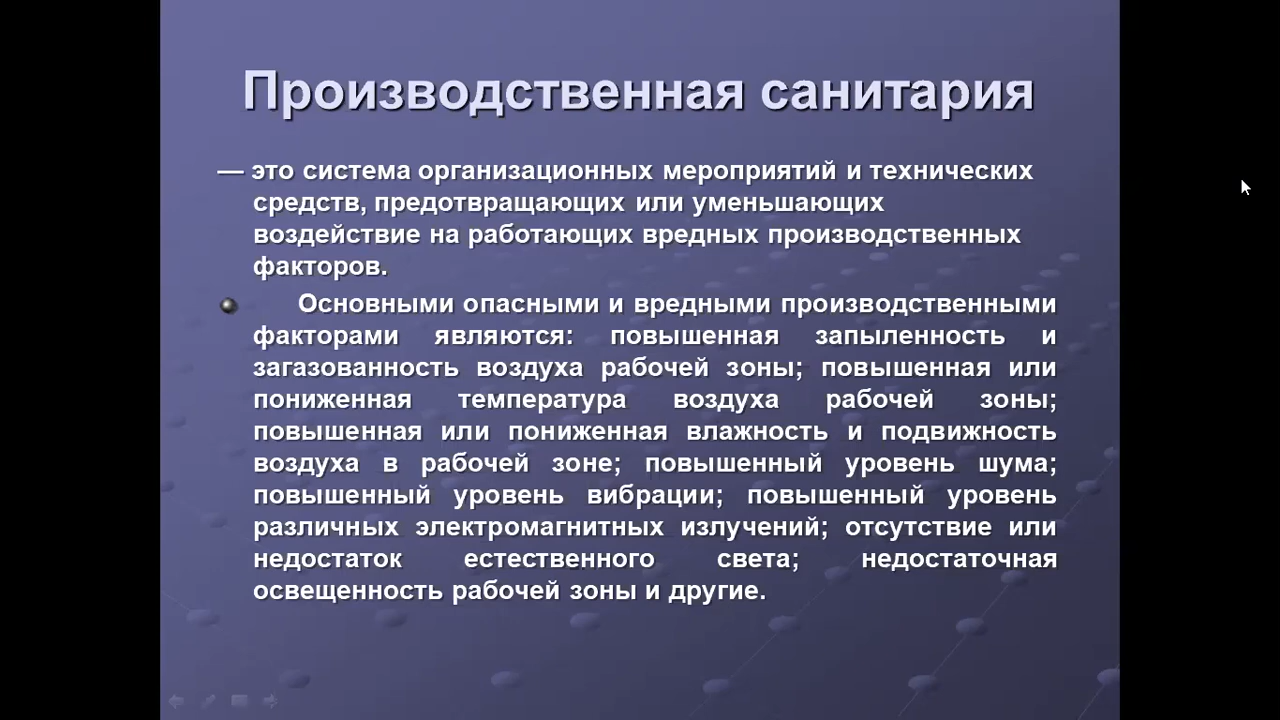 Производственная санитария
— это система организационных мероприятий и технических
средств, предотвращающих или уменьшающих
воздействие на работающих вредных производственных
факторов.
Основными опасными и вредными производственными
факторами являются: повышенная запыленность и
загазованность воздуха рабочей зоны; повышенная или
пониженная температура воздуха рабочей зоны;
повышенная или пониженная влажность и подвижность
воздуха в рабочей зоне; повышенный уровень шума;
повышенный уровень вибрации; повышенный уровень
различных электромагнитных излучений; отсутствие или
недостаток естественного света; недостаточная
освещенность рабочей зоны и другие.